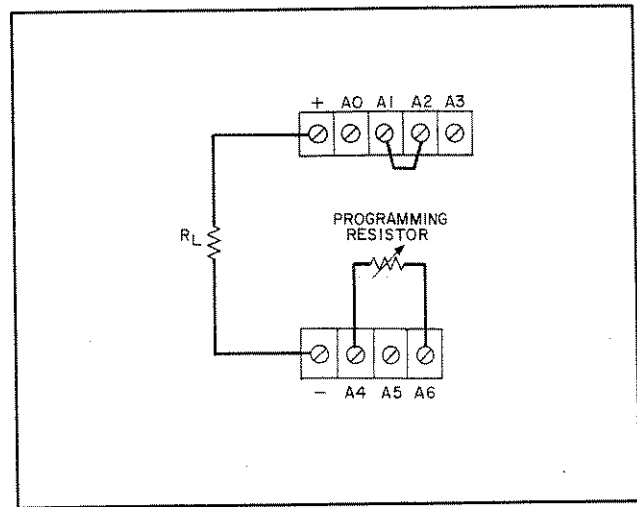 + A0 A1 A2 A3
PROGRAMMING
RESISTOR
RL
- A4 A5 A6